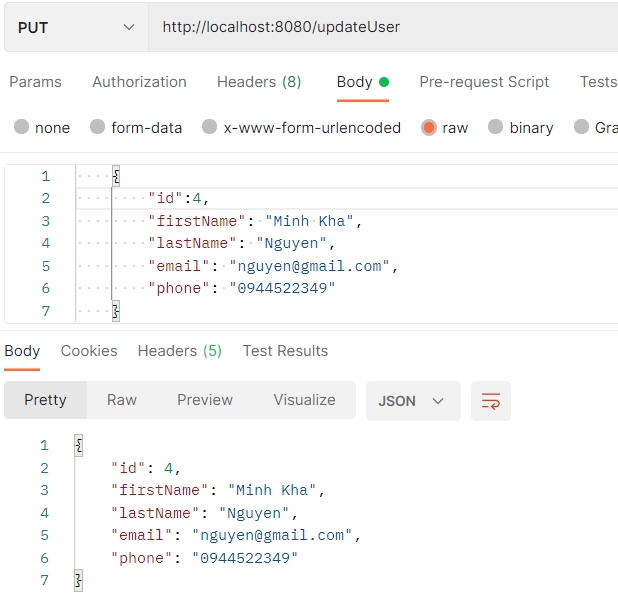 PUT http://localhost:8080/updateUser
Params Authorization Headers (8) Body Pre-request Script Tests
none form-data x-www-form-urlencoded raw binary Gra
1 {
2 "id":4,
3 "firstName": "Minh Kha",
4 "lastName": "Nguyen",
5 "email": "nguyen@gmail.com",
6 "phone": "0944522349"
7 }
Body Cookies Headers (5) Test Results
Pretty Raw Preview Visualize JSON
1 {
2 "id": 4,
3 "firstName": "Minh Kha",
4 "lastName": "Nguyen",
5 "email": "nguyen@gmail.com",
6 "phone": "0944522349"
7 }